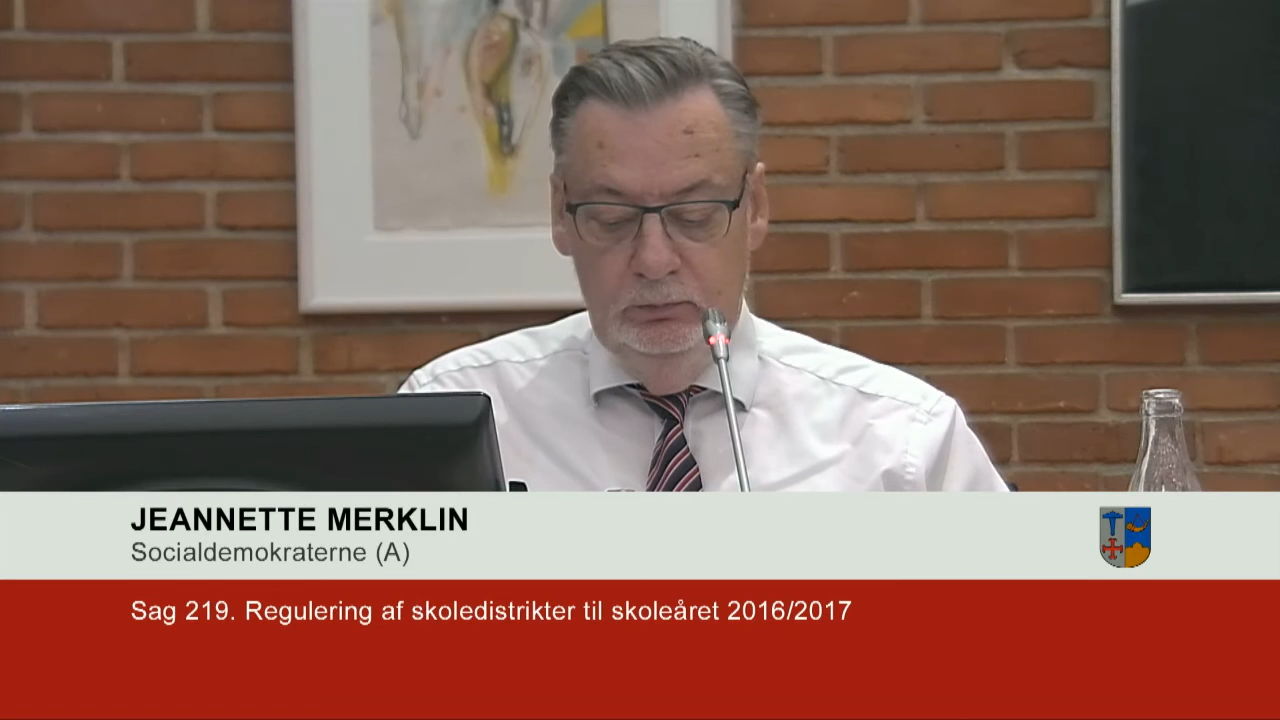 JEANNETTE MERKLIN
Socialdemokraterne (A)
Sag 219. Regulering af skoledistrikter til skoleåret 2016/2017